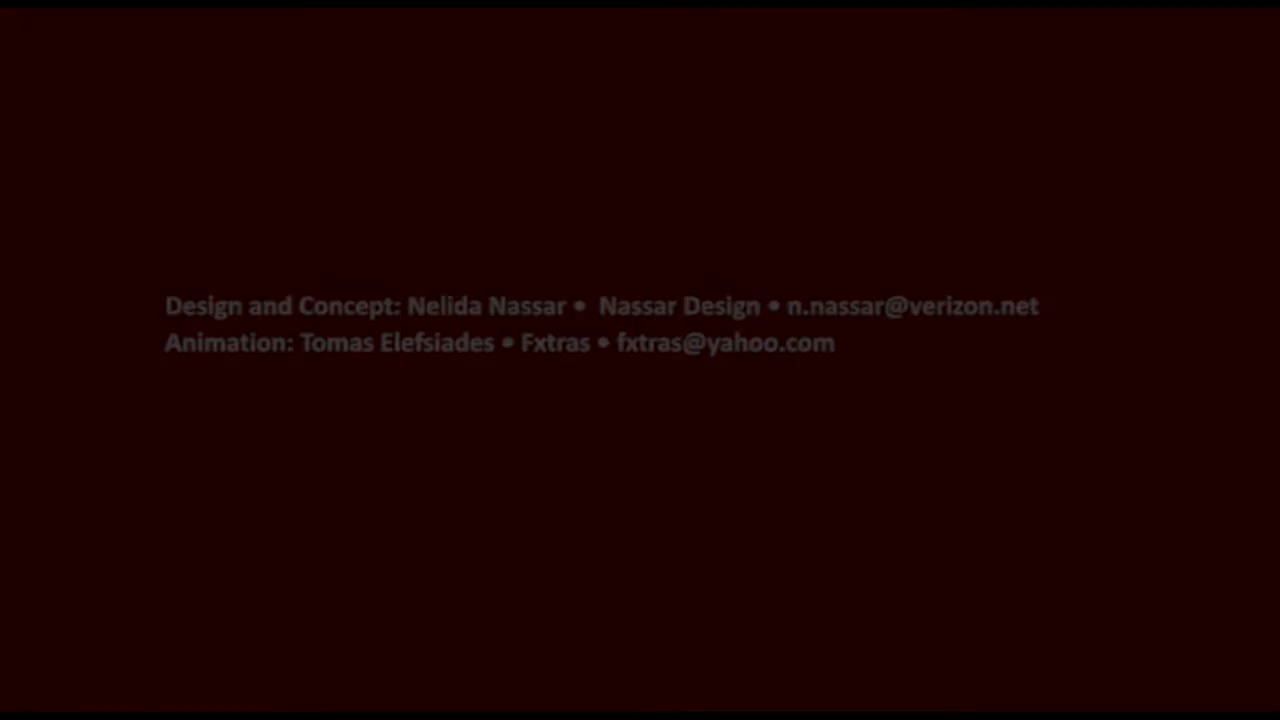 Design and Concept: Nelida Nassar • Nassar Design • n.nassar@verizon.net
Animation: Tomas Elefsiades • Fxtras • fxtras@yahoo.com